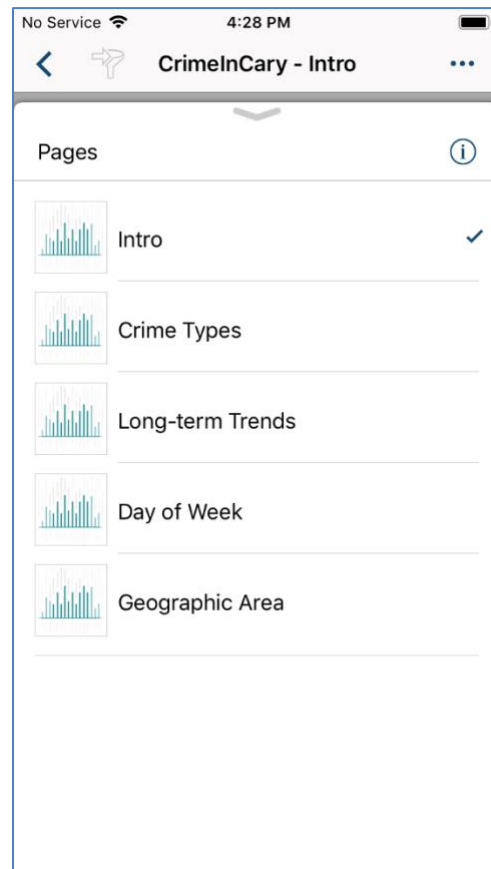 No Service 4:28 PM
CrimeInCary - Intro
Pages
Intro
Crime Types
Long-term Trends
Day of Week
Geographic Area